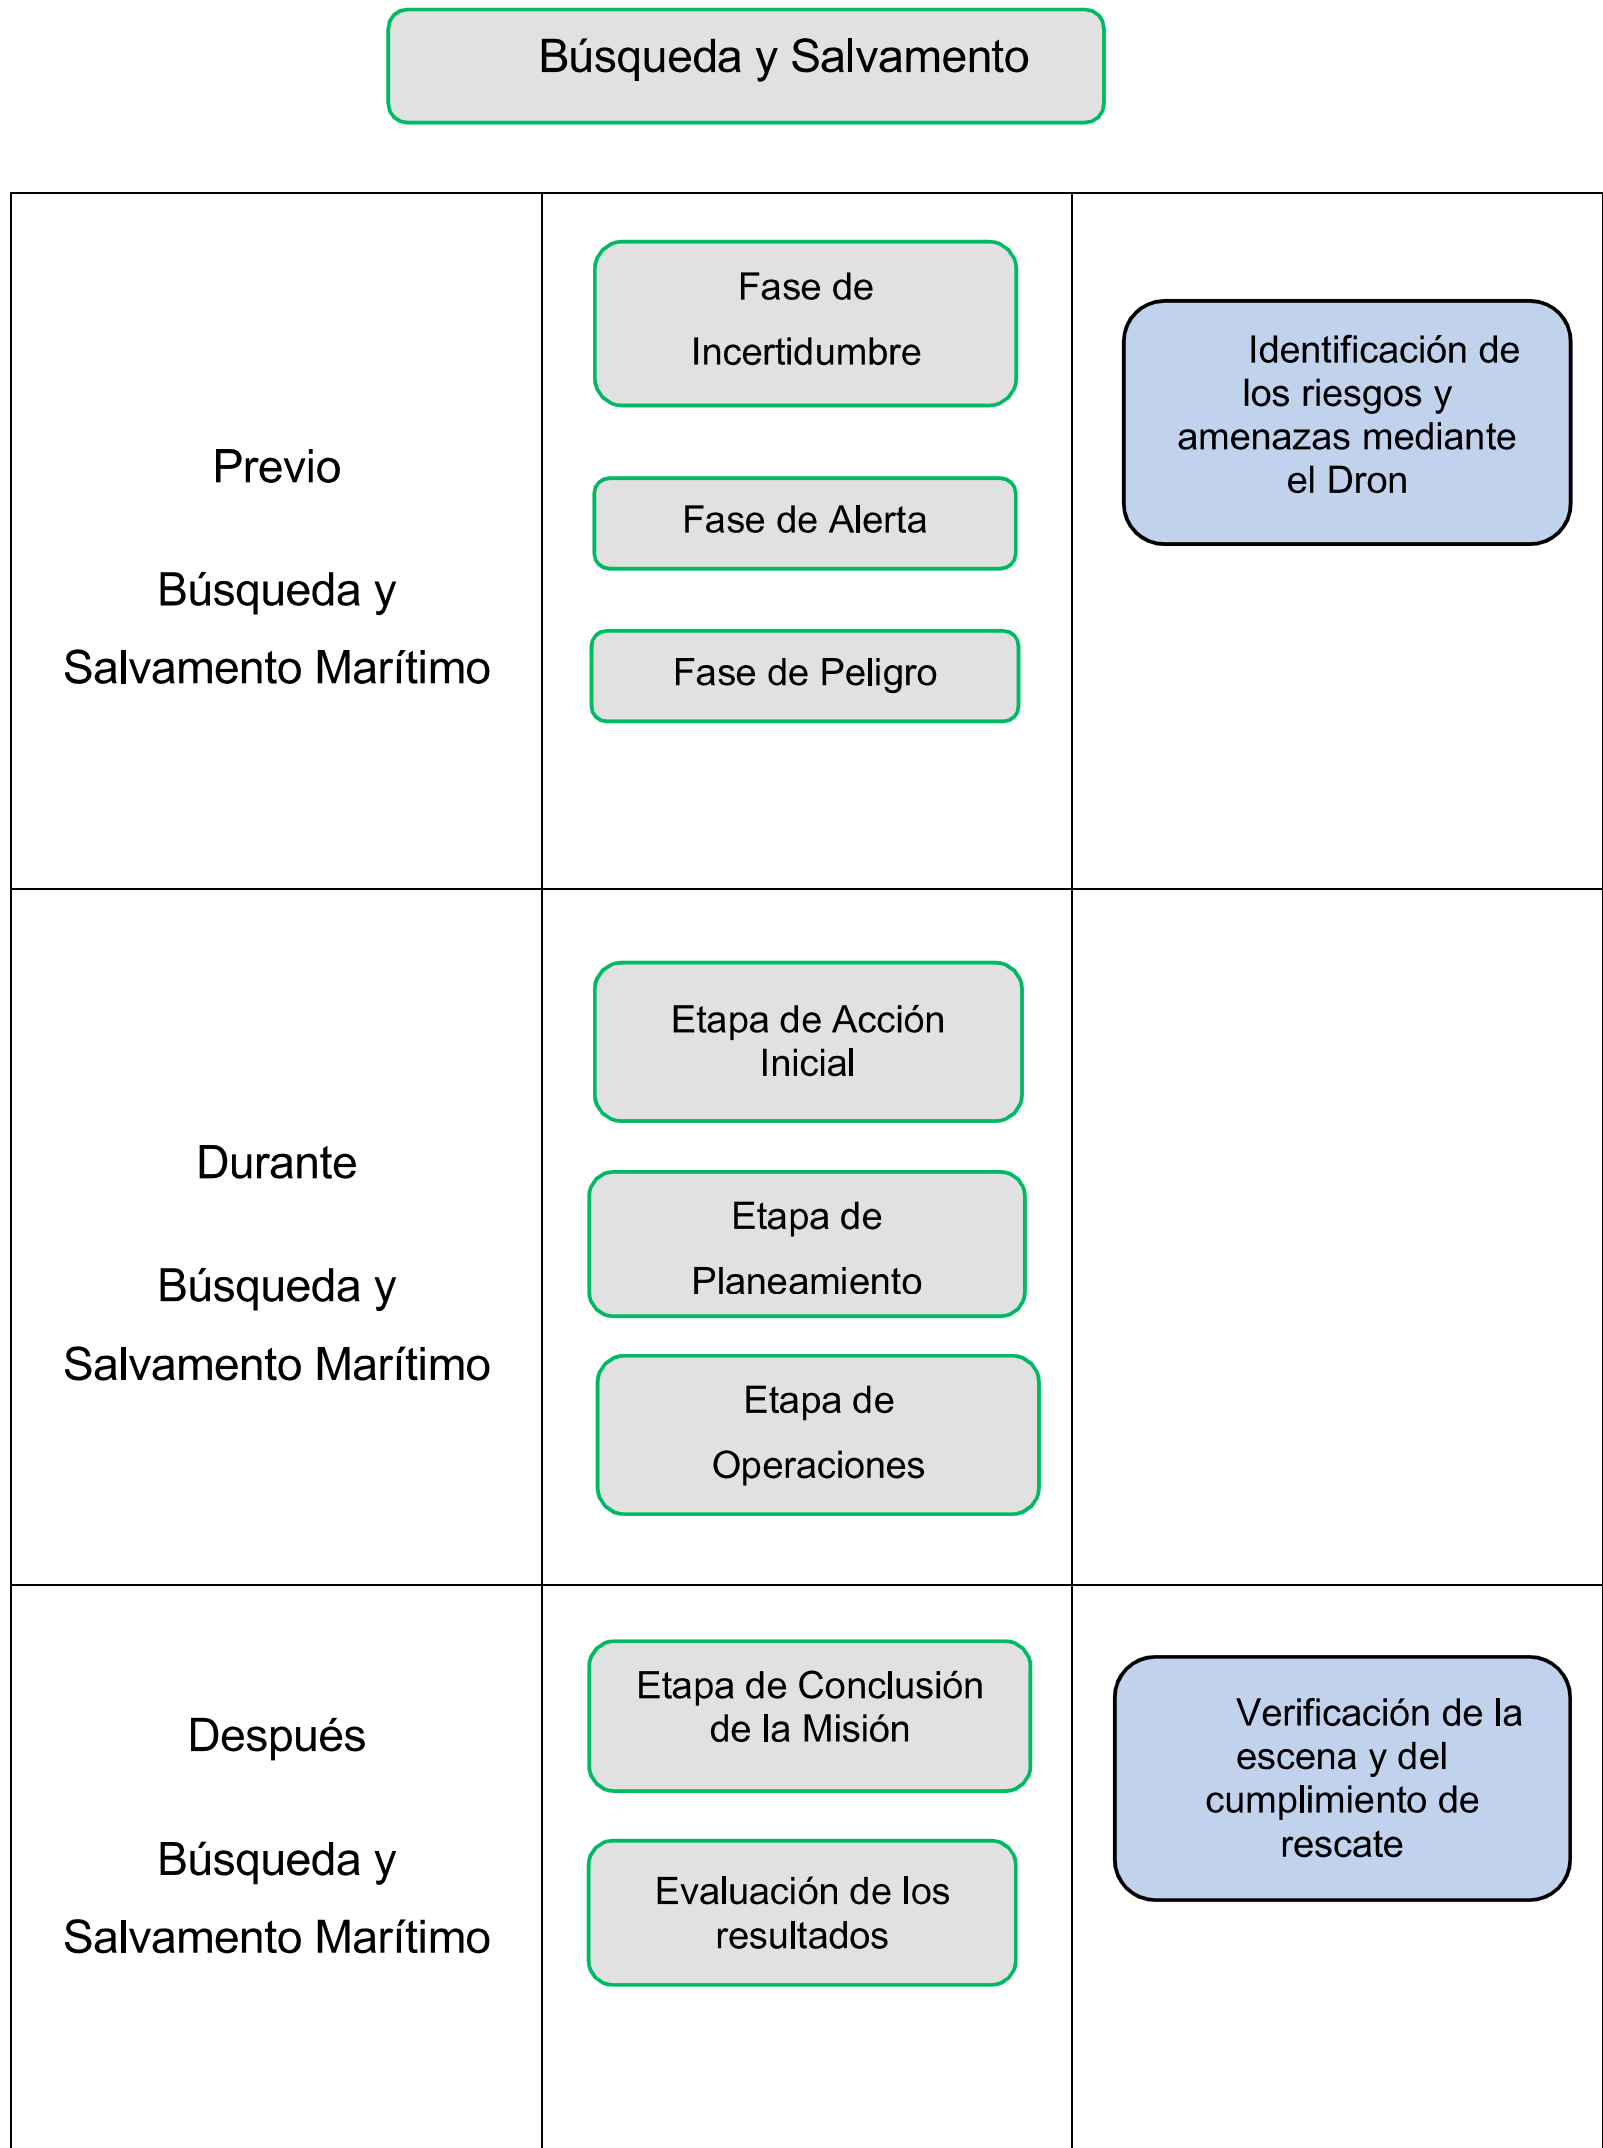 Búsqueda y Salvamento
Previo
Búsqueda y
Salvamento Marítimo
Fase de
Incertidumbre
Fase de Alerta
Fase de Peligro
Identificación de
los riesgos y
amenazas mediante
el Dron
Durante
Búsqueda y
Salvamento Marítimo
Etapa de Acción
Inicial
Etapa de
Planeamiento
Etapa de
Operaciones
Después
Búsqueda y
Salvamento Marítimo
Etapa de Conclusión
de la Misión
Evaluación de los
resultados
Verificación de la
escena y del
cumplimiento de
rescate